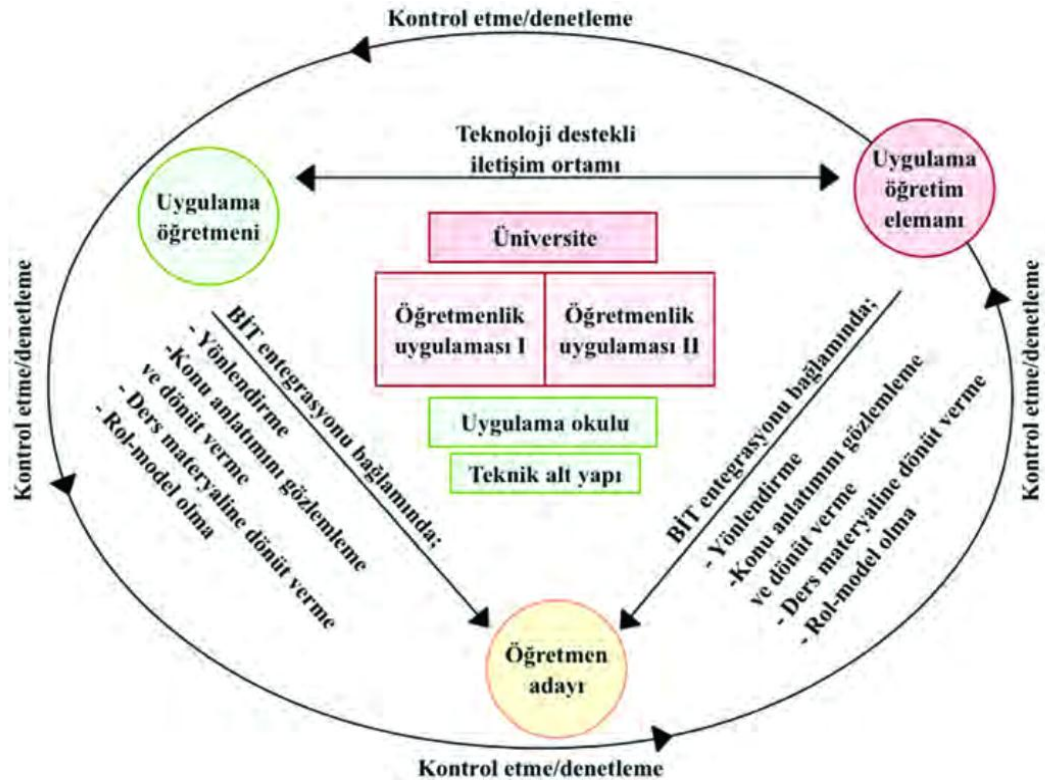 Kontrol etme/denetleme
Teknoloji destekli
iletişim ortamı
Uygulama
öğretmeni
Uygulama
öğretim
elemanı
Üniversite
Öğretmenlik
uygulaması I
Öğretmenlik
uygulaması II
Uygulama okulu
Teknik alt yapı
Kontrol etme/denetleme
BİT entegrasyonu bağlamında;
- Yönlendirme
-Konu anlatımını gözlemleme
ve dönüt verme
- Ders materyaline dönüt verme
- Rol-model olma
BİT entegrasyonu bağlamında;
- Yönlendirme
-Konu anlatımını gözlemleme
ve dönüt verme
- Ders materyaline dönüt verme
- Rol-model olma
Kontrol etme/denetleme
Öğretmen
adayı
Kontrol etme/denetleme